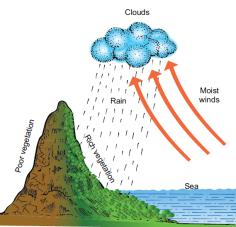 Clouds
Moist
winds
Rain
Poor vegetation
Rich vegetation
Sea